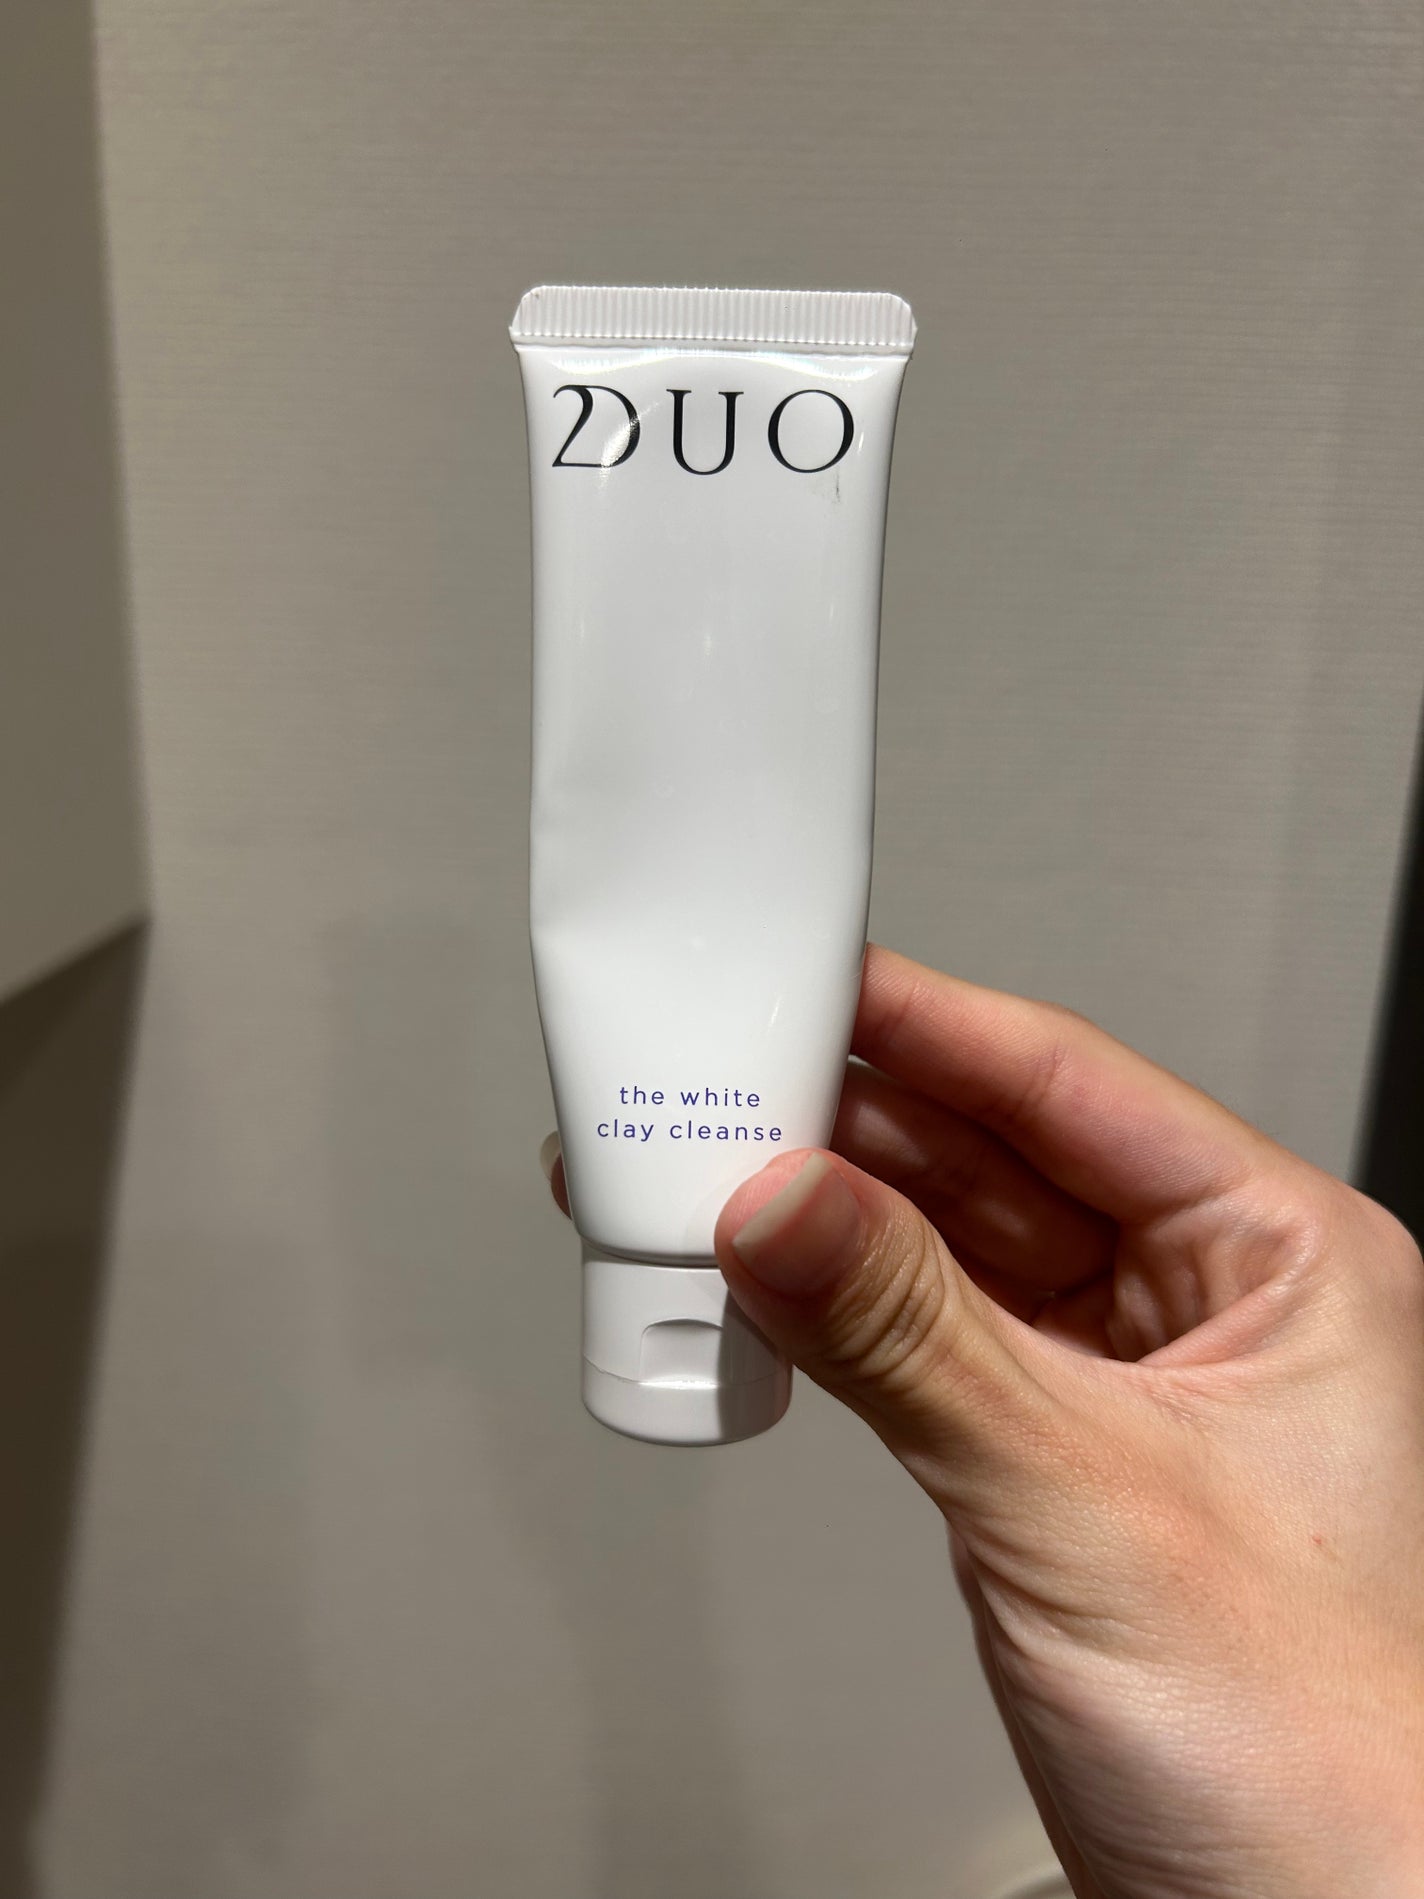 DUO
the white
clay cleanse